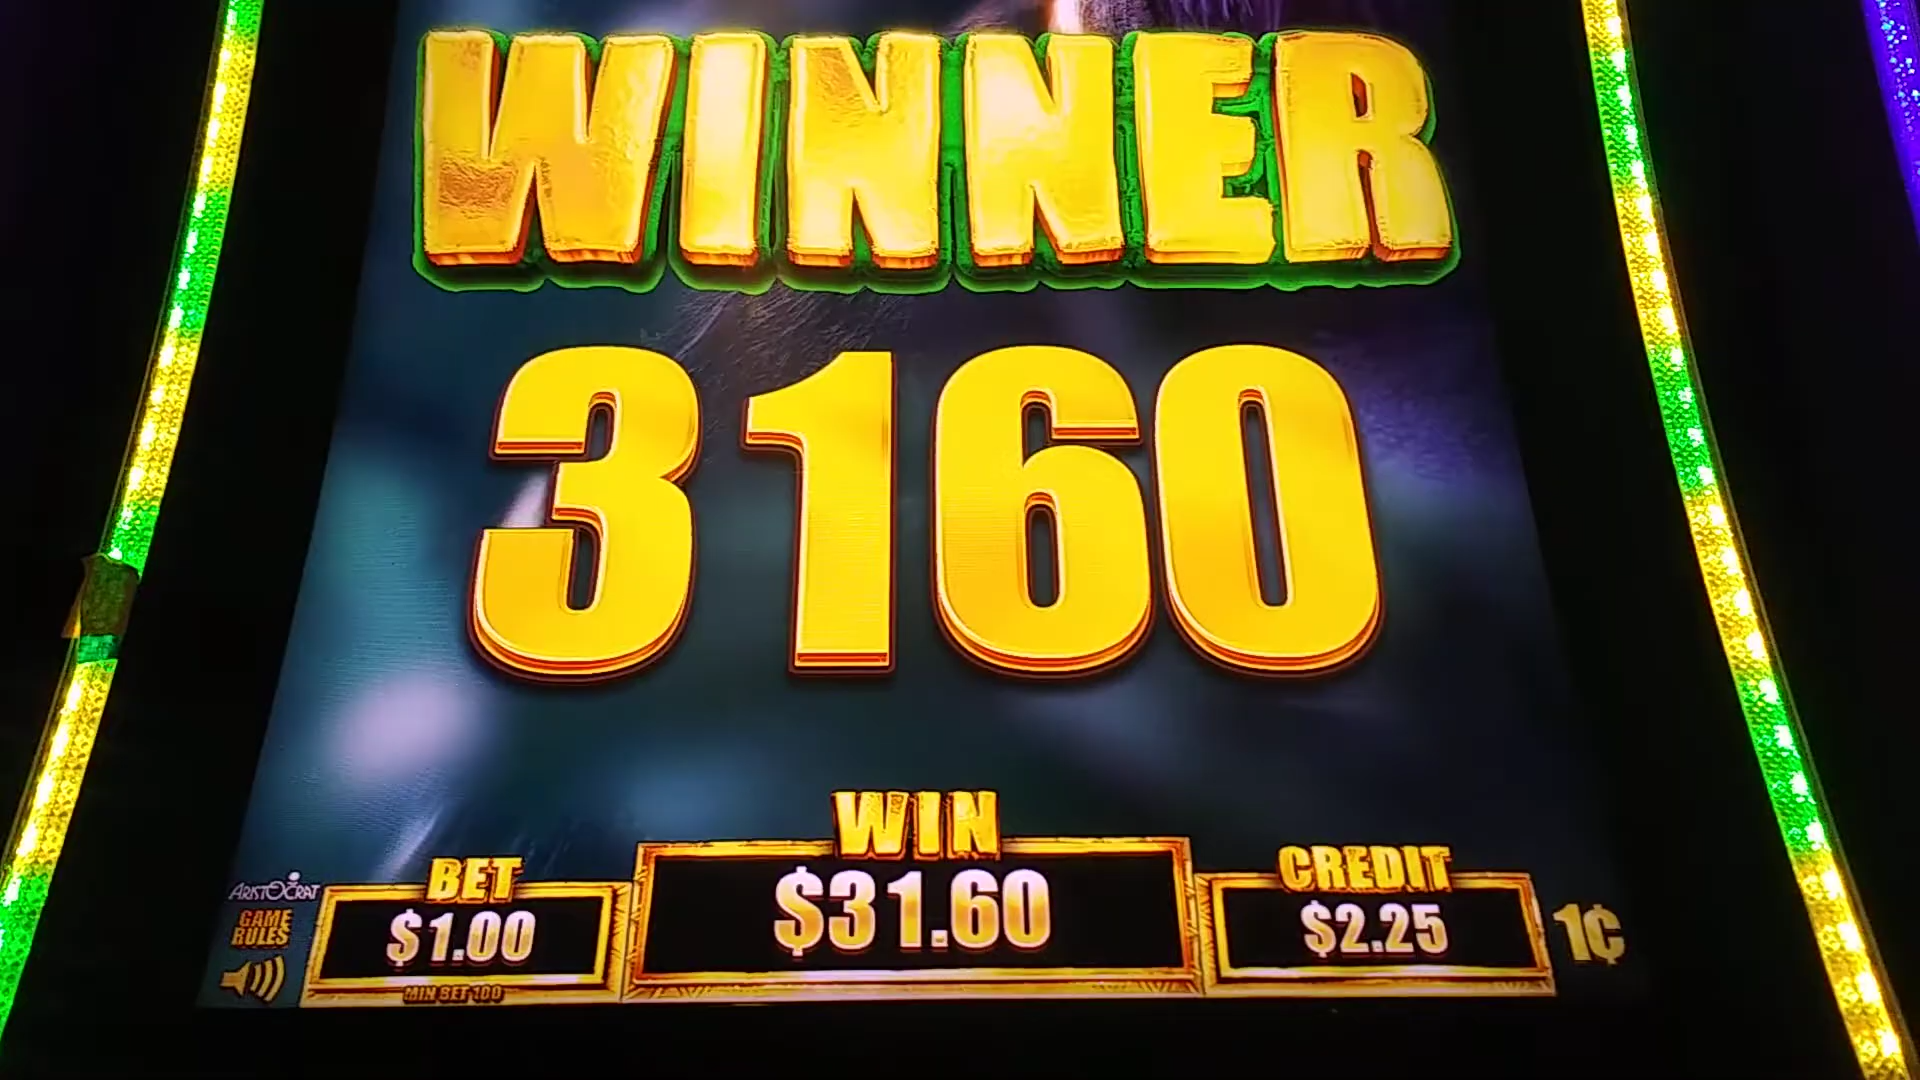 WINNER
3160
WIN
$31.60
ARISTOCRAT
GAME
RULES
BET
$1.00
MIN BET 100
CREDIT
$2.25
1¢